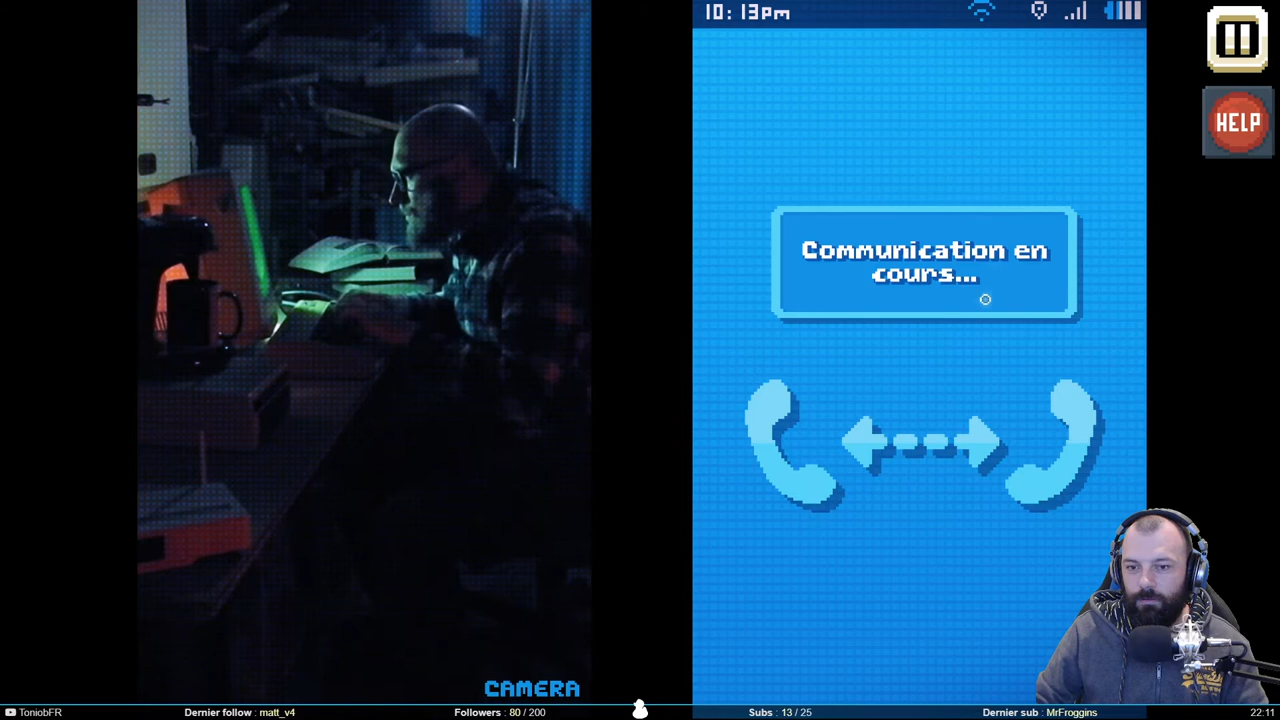 10:13pm
HELP
Communication en
cours...
CAMERA
ToniobFR
Dernier follow : matt_v4
Followers : 80 / 200
Subs : 13 / 25
Dernier sub : MrFroggins
22:11